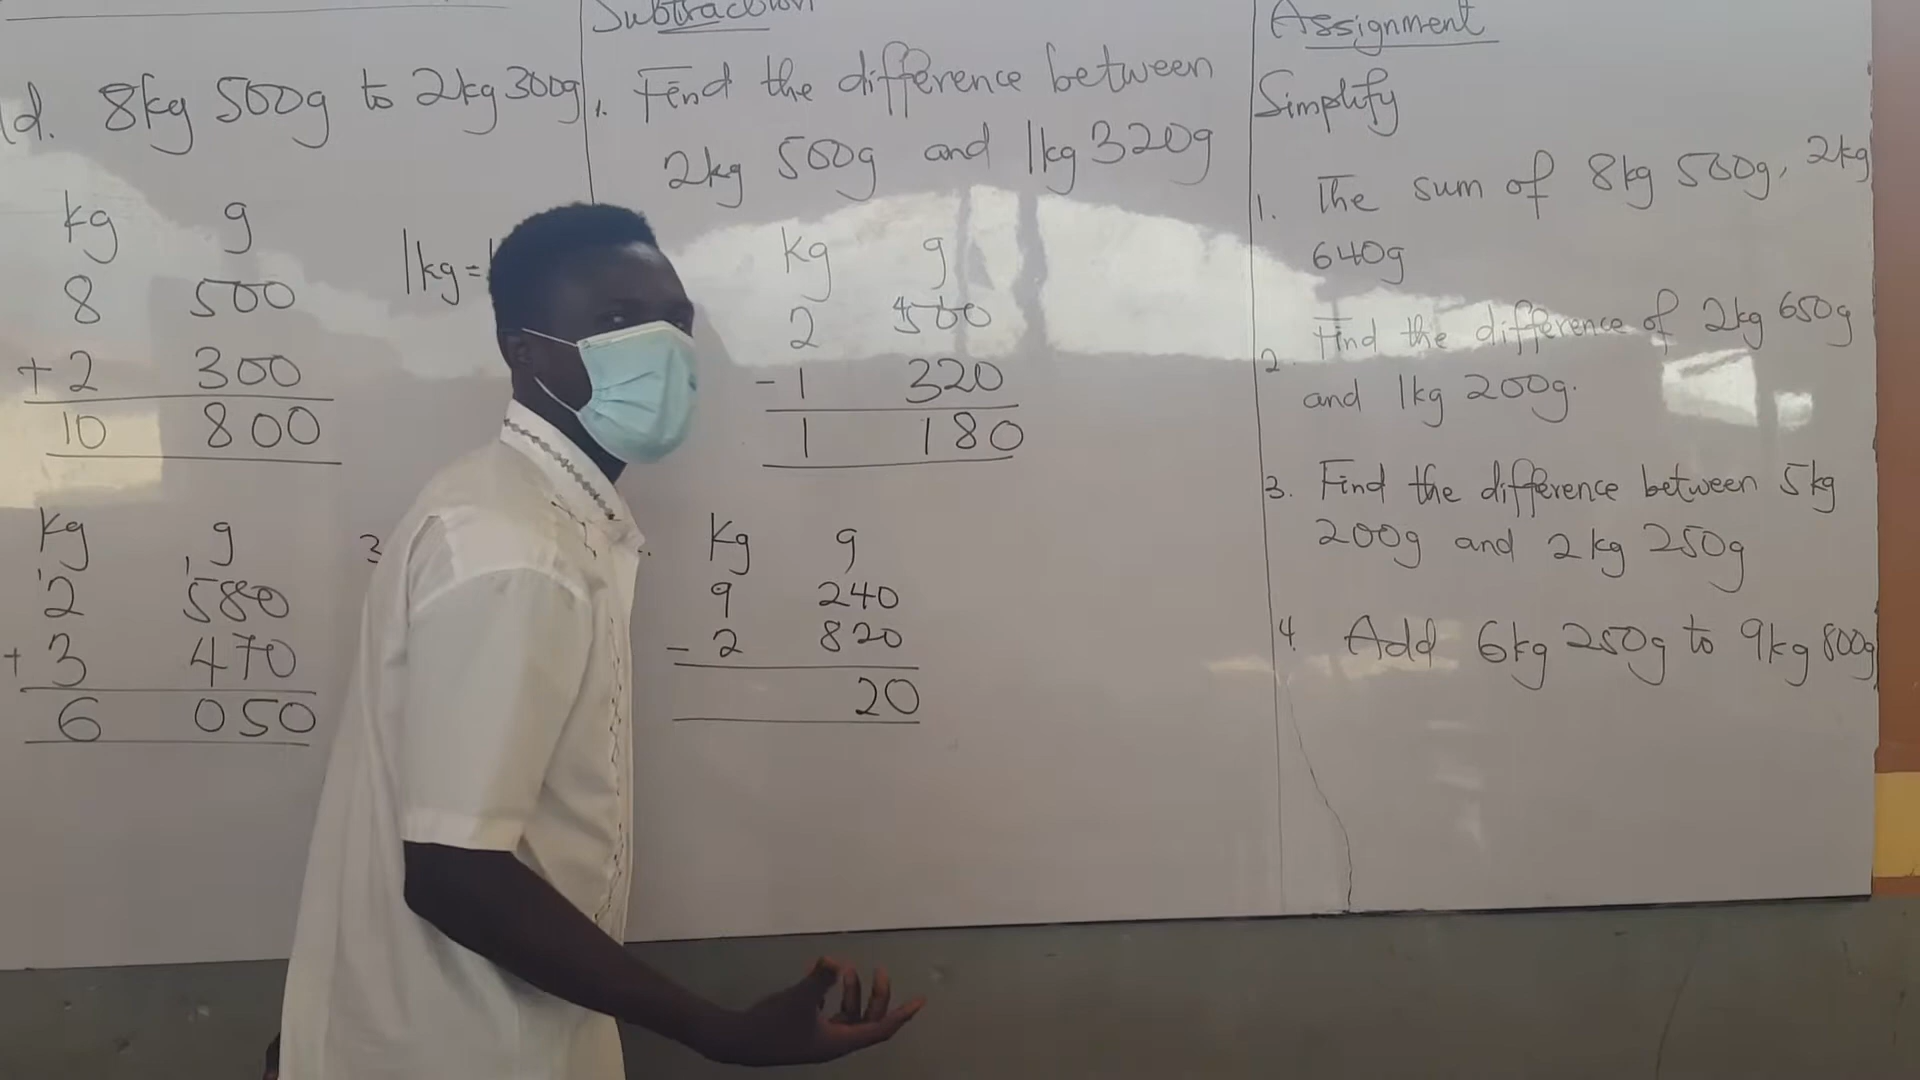 d. 8kg 500g to 2kg 300g
kg g
8 500
+2 300
10 800
1kg=
kg g
1 1
2 580
+ 3 470
6 050
3
Subtraction
1. Find the difference between
2kg 500g and 1kg 320g
kg g
2 500
- 1 320
1 180
Kg g
9 240
- 2 820
20
Assignment
Simplify
1. The sum of 8kg 500g, 2kg
640g
2. Find the difference of 2kg 650g
and 1kg 200g.
3. Find the difference between 5kg
200g and 2kg 250g
4. Add 6kg 250g to 9kg 800g